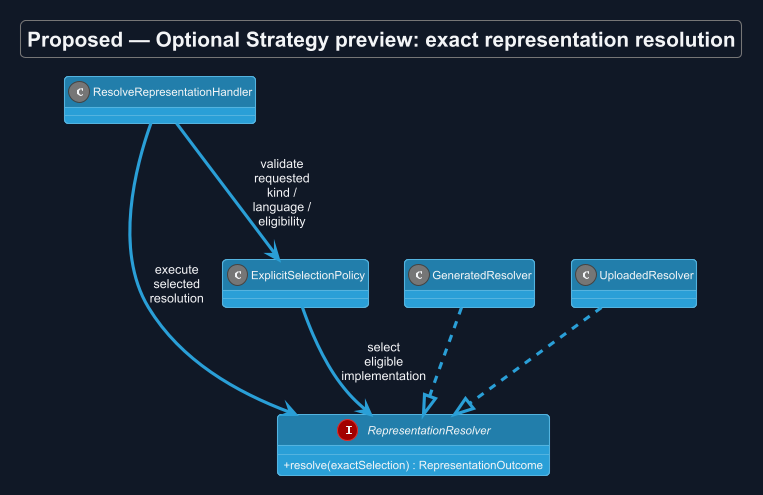 Proposed — Optional Strategy preview: exact representation resolution
C ResolveRepresentationHandler
validate
requested
kind /
language /
eligibility
execute
selected
resolution
C ExplicitSelectionPolicy
C GeneratedResolver
C UploadedResolver
select
eligible
implementation
I RepresentationResolver
+resolve(exactSelection) : RepresentationOutcome